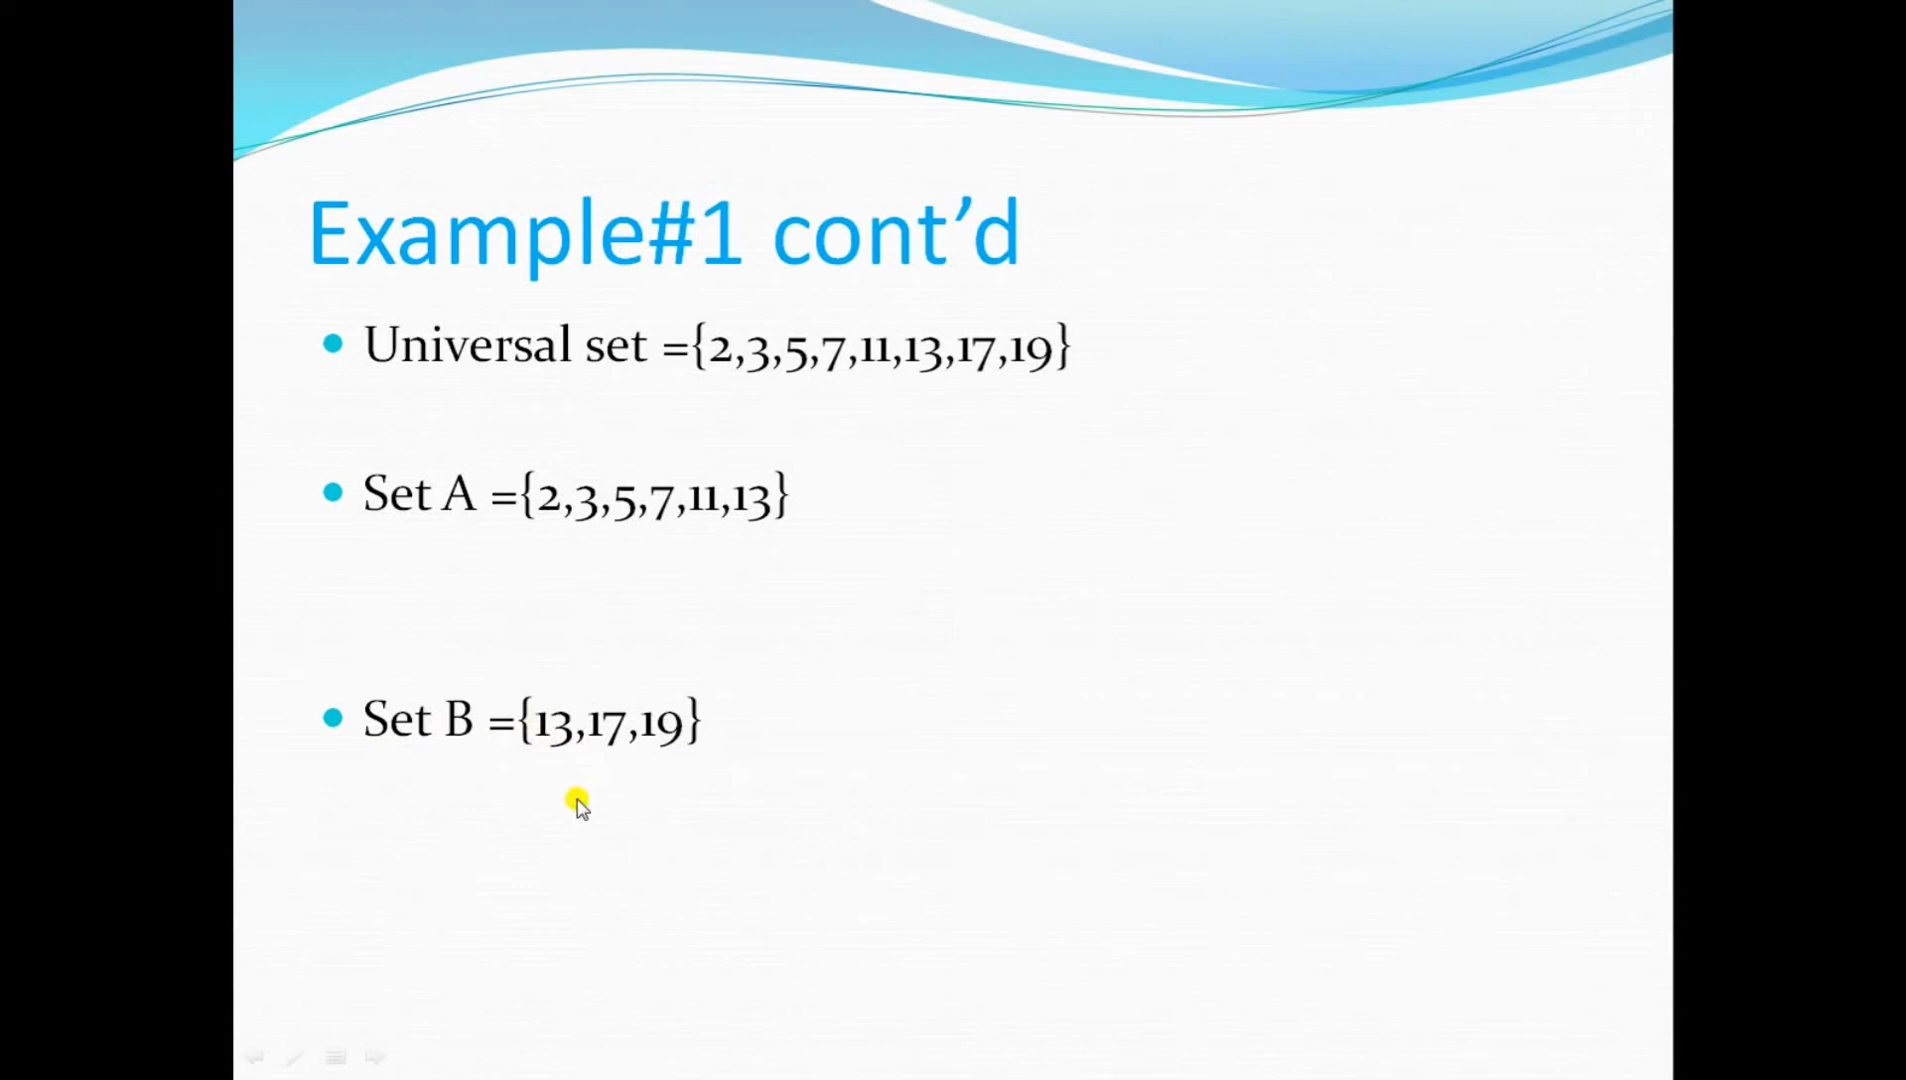 Example#1 cont’d
Universal set ={2,3,5,7,11,13,17,19}
Set A ={2,3,5,7,11,13}
Set B ={13,17,19}